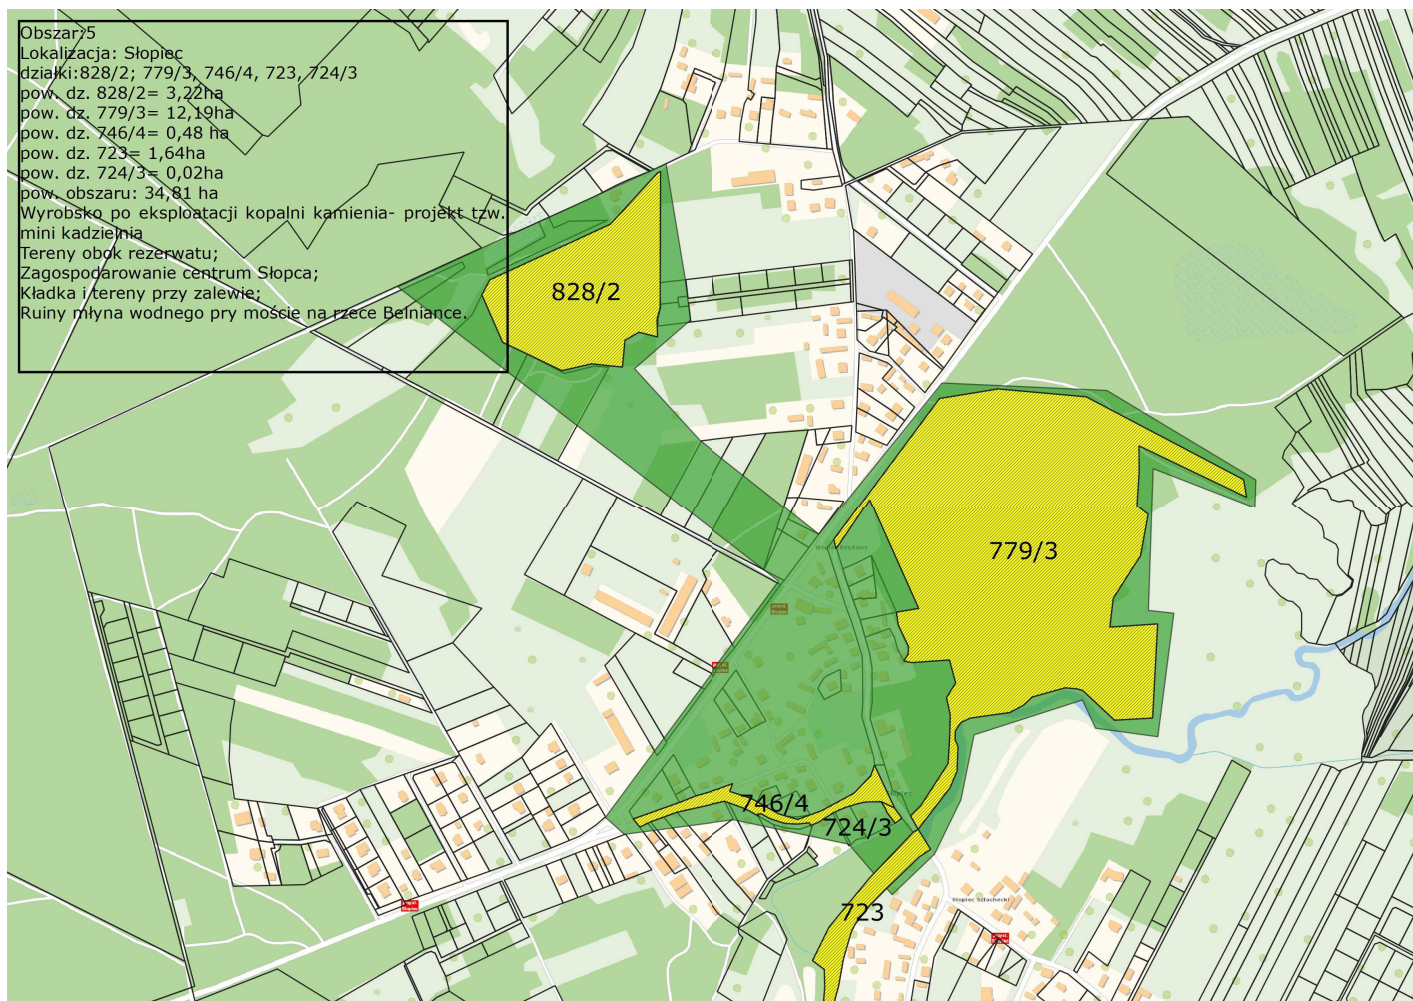 Obszar:5
Lokalizacja: Słopiec
działki:828/2; 779/3, 746/4, 723, 724/3
pow. dz. 828/2= 3,22ha
pow. dz. 779/3= 12,19ha
pow. dz. 746/4= 0,48 ha
pow. dz. 723= 1,64ha
pow. dz. 724/3= 0,02ha
pow. obszaru: 34,81 ha
Wyrobsko po eksploatacji kopalni kamienia- projekt tzw.
mini kadzielnia
Tereny obok rezerwatu;
Zagospodarowanie centrum Słopca;
Kładka i tereny przy zalewie;
Ruiny młyna wodnego pry moście na rzece Belniance.
828/2
779/3
Słopiec Rządowy
746/4
724/3
Słopiec Szlachecki
723